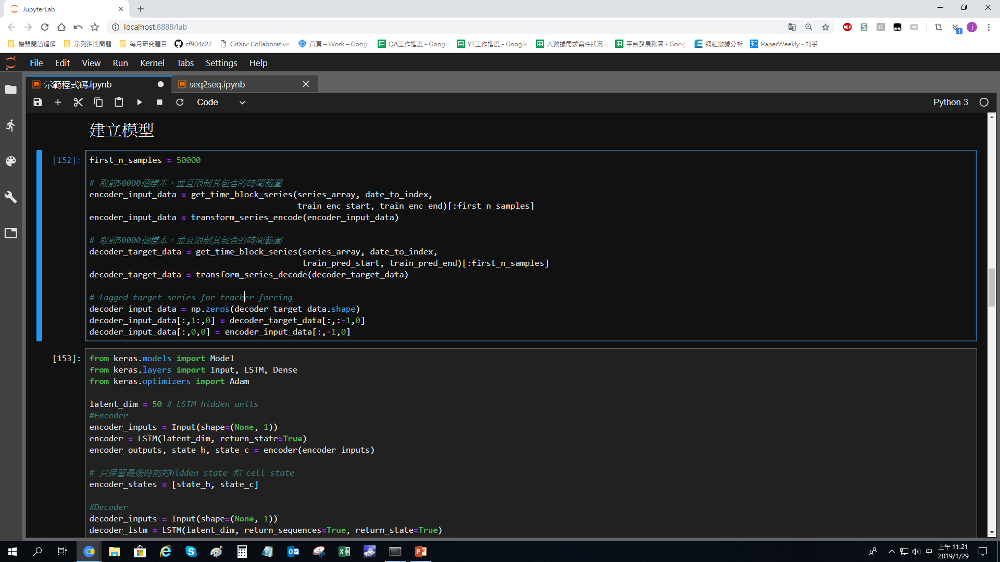 JupyterLab
localhost:8888/lab
機器閱讀理解
序列推薦問題
每月研究題目
cf904c27
GitXiv: Collaborative
首頁 – Work – Googl
QA工作進度 - Google
YT工作進度 - Google
大數據需求案件狀況 -
平台發展揪團 - Goog
網紅數據分析
PaperWeekly - 知乎
File Edit View Run Kernel Tabs Settings Help
示範程式碼.ipynb
seq2seq.ipynb
Code
Python 3
建立模型
[152]:
first_n_samples = 50000
# 取前50000個樣本，並且限制其包含的時間範圍
encoder_input_data = get_time_block_series(series_array, date_to_index,
train_enc_start, train_enc_end)[:first_n_samples]
encoder_input_data = transform_series_encode(encoder_input_data)
# 取前50000個樣本，並且限制其包含的時間範圍
decoder_target_data = get_time_block_series(series_array, date_to_index,
train_pred_start, train_pred_end)[:first_n_samples]
decoder_target_data = transform_series_decode(decoder_target_data)
# lagged target series for teacher forcing
decoder_input_data = np.zeros(decoder_target_data.shape)
decoder_input_data[:,1:,0] = decoder_target_data[:,:-1,0]
decoder_input_data[:,0,0] = encoder_input_data[:,-1,0]
[153]:
from keras.models import Model
from keras.layers import Input, LSTM, Dense
from keras.optimizers import Adam
latent_dim = 50 # LSTM hidden units
#Encoder
encoder_inputs = Input(shape=(None, 1))
encoder = LSTM(latent_dim, return_state=True)
encoder_outputs, state_h, state_c = encoder(encoder_inputs)
# 只保留最後時刻的hidden state 和 cell state
encoder_states = [state_h, state_c]
#Decoder
decoder_inputs = Input(shape=(None, 1))
decoder_lstm = LSTM(latent_dim, return_sequences=True, return_state=True)
中
上午 11:21
2019/1/29